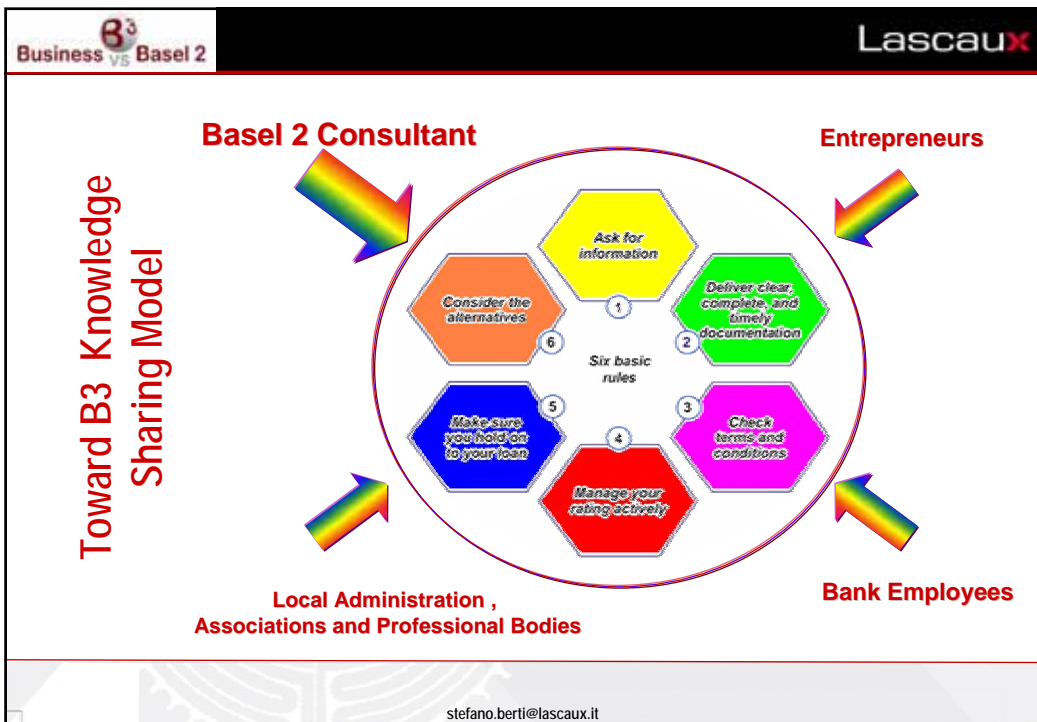 B3
Business VS Basel 2
Lascaux
Toward B3 Knowledge
Sharing Model
Basel 2 Consultant
Entrepreneurs
Ask for
information
1
Deliver clear,
complete, and
timely
documentation
2
Check
terms and
conditions
3
Manage your
rating actively
4
Make sure
you hold on
to your loan
5
Consider the
alternatives
6
Six basic
rules
Local Administration ,
Associations and Professional Bodies
Bank Employees
stefano.berti@lascaux.it